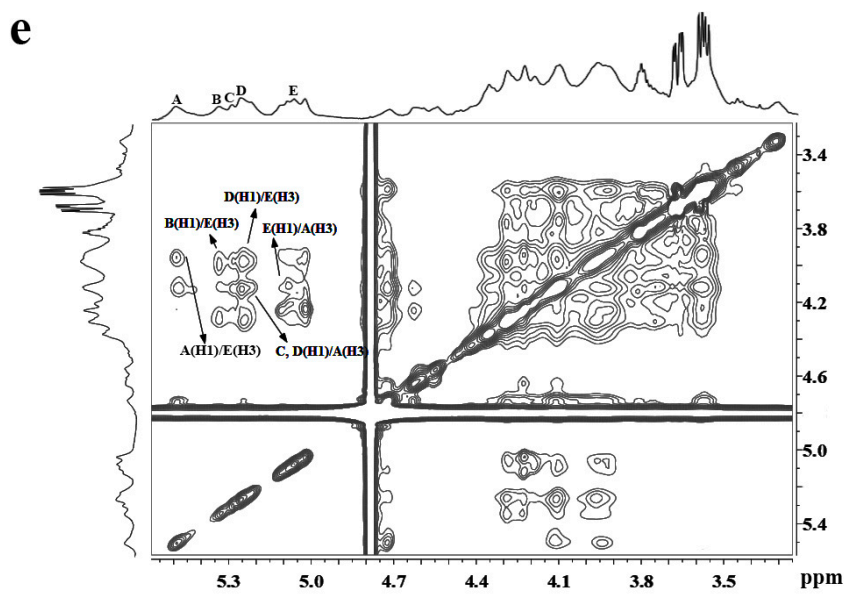 e
A B C D E
D(H1)/E(H3)
B(H1)/E(H3)
E(H1)/A(H3)
A(H1)/E(H3) C, D(H1)/A(H3)
3.4
3.8
4.2
4.6
5.0
5.4
5.3 5.0 4.7 4.4 4.1 3.8 3.5 ppm